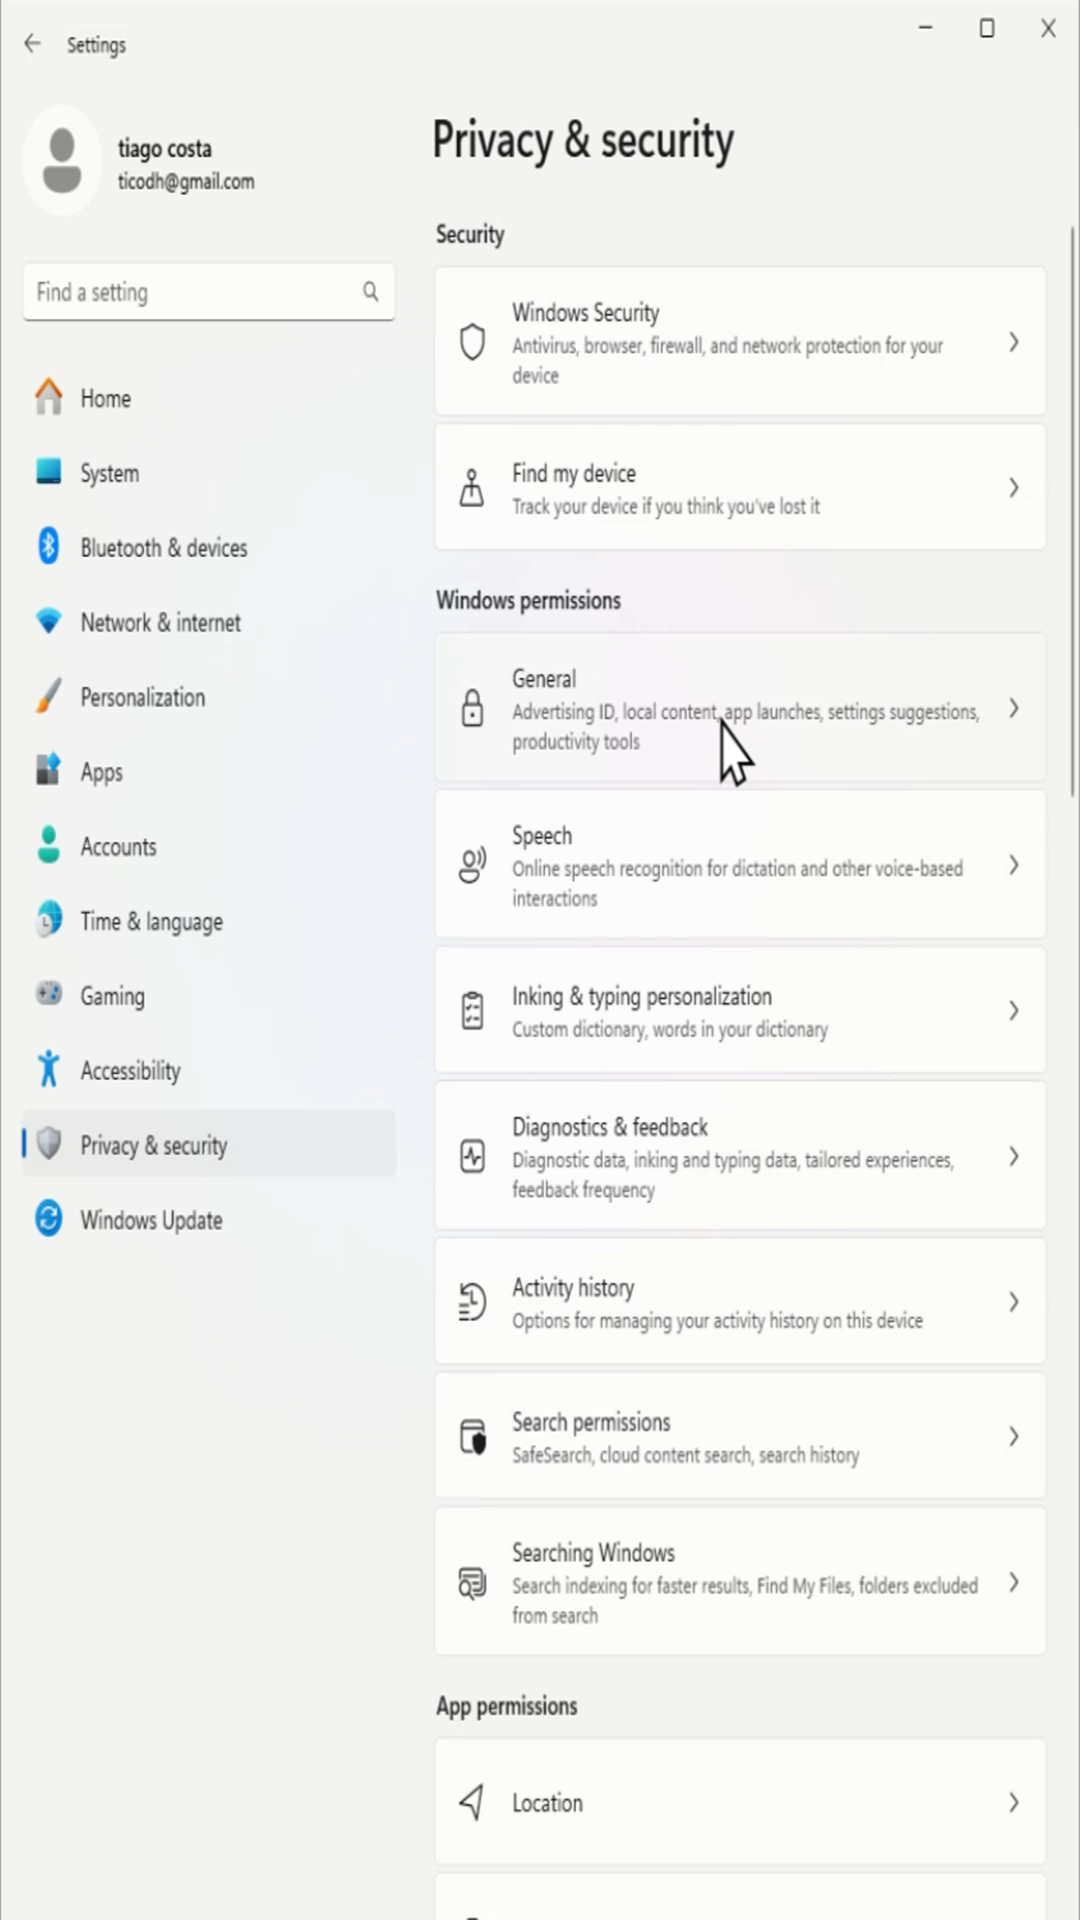 Settings
tiago costa
ticodh@gmail.com
Find a setting
Home
System
Bluetooth & devices
Network & internet
Personalization
Apps
Accounts
Time & language
Gaming
Accessibility
Privacy & security
Windows Update
Privacy & security
Security
Windows Security
Antivirus, browser, firewall, and network protection for your
device
Find my device
Track your device if you think you've lost it
Windows permissions
General
Advertising ID, local content, app launches, settings suggestions,
productivity tools
Speech
Online speech recognition for dictation and other voice-based
interactions
Inking & typing personalization
Custom dictionary, words in your dictionary
Diagnostics & feedback
Diagnostic data, inking and typing data, tailored experiences,
feedback frequency
Activity history
Options for managing your activity history on this device
Search permissions
SafeSearch, cloud content search, search history
Searching Windows
Search indexing for faster results, Find My Files, folders excluded
from search
App permissions
Location